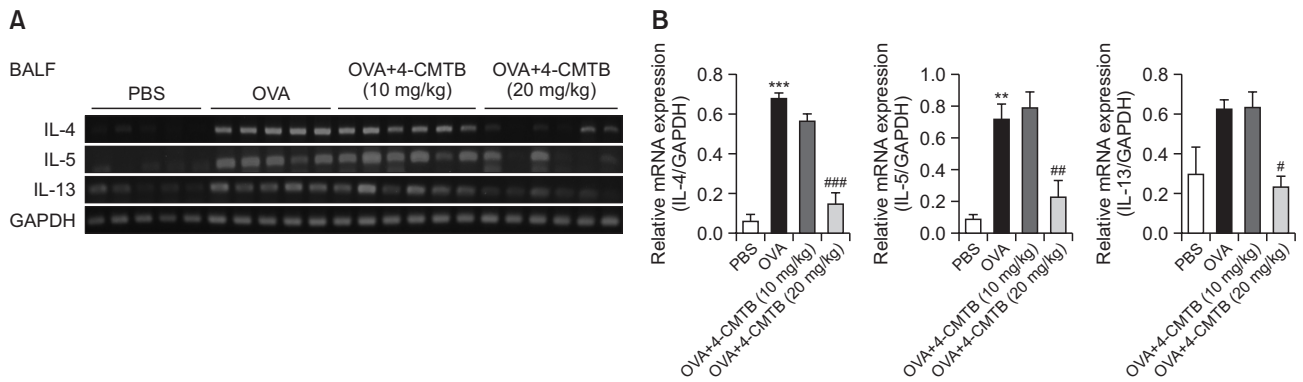 A
BALF
PBS
OVA
OVA+4-CMTB
(10 mg/kg)
OVA+4-CMTB
(20 mg/kg)
IL-4
IL-5
IL-13
GAPDH
B
Relative mRNA expression
(IL-4/GAPDH)
0.8
0.6
0.4
0.2
0.0
***
###
PBS
OVA
OVA+4-CMTB (10 mg/kg)
OVA+4-CMTB (20 mg/kg)
Relative mRNA expression
(IL-5/GAPDH)
1.0
0.8
0.6
0.4
0.2
0.0
**
##
PBS
OVA
OVA+4-CMTB (10 mg/kg)
OVA+4-CMTB (20 mg/kg)
Relative mRNA expression
(IL-13/GAPDH)
0.8
0.6
0.4
0.2
0.0
#
PBS
OVA
OVA+4-CMTB (10 mg/kg)
OVA+4-CMTB (20 mg/kg)